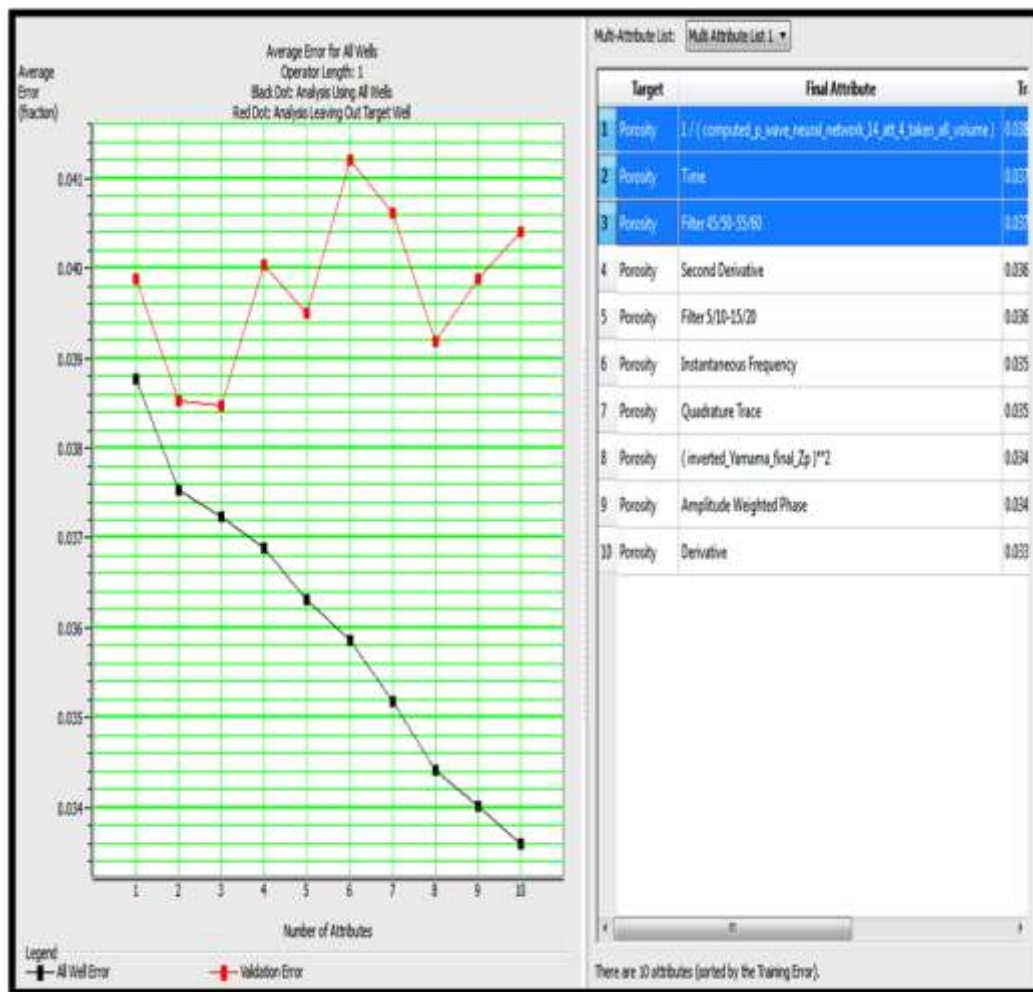 Average Error for All Wells
Operator Length: 1
Black Dot: Analysis Using All Wells
Red Dot: Analysis Leaving Out Target Well
Average
Error
(fraction)
0.041
0.040
0.039
0.038
0.037
0.036
0.035
0.034
1 2 3 4 5 6 7 8 9 10
Number of Attributes
Legend
All Well Error Validation Error
Multi-Attribute List: Multi Attribute List 1
Target Final Attribute Tr
1 Porosity 1 / ( computed_p_wave_neural_network_14_att_4_taken_all_volume )
2 Porosity Time 0.037
3 Porosity Filter 45/50-55/60
4 Porosity Second Derivative 0.036
5 Porosity Filter 5/10-15/20 0.036
6 Porosity Instantaneous Frequency 0.035
7 Porosity Quadrature Trace 0.035
8 Porosity ( inverted_Yamama_final_Zp )**2 0.034
9 Porosity Amplitude Weighted Phase 0.034
10 Porosity Derivative 0.033
There are 10 attributes (sorted by the Training Error).